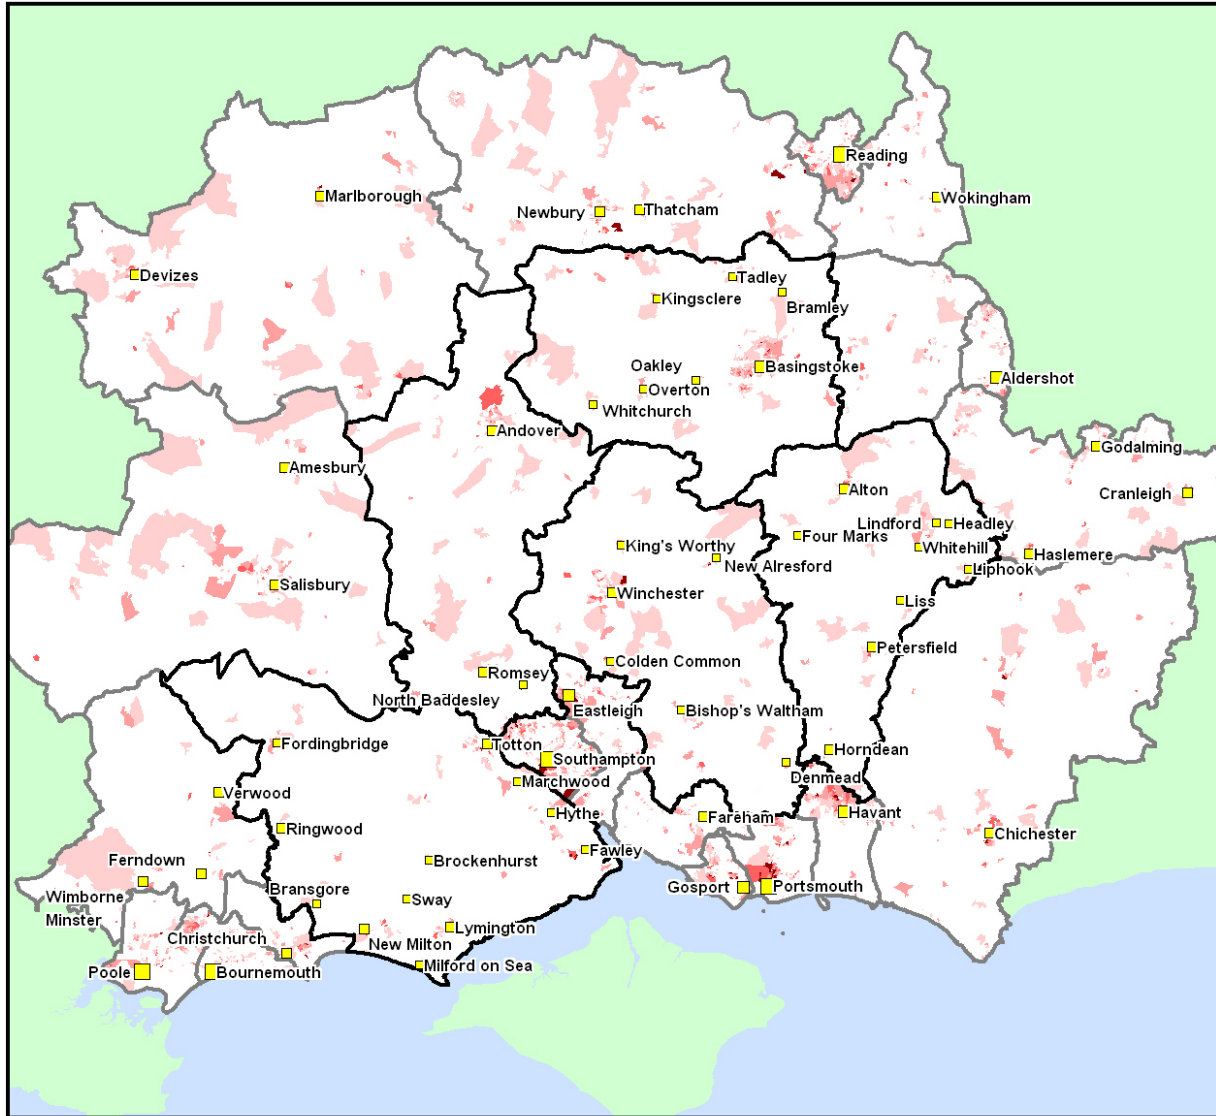 Reading
Marlborough
Wokingham
Newbury
Thatcham
Devizes
Tadley
Kingsclere
Bramley
Oakley
Basingstoke
Aldershot
Overton
Whitchurch
Andover
Godalming
Amesbury
Alton
Cranleigh
Lindford
Headley
Four Marks
King's Worthy
Whitehill
Haslemere
New Alresford
Liphook
Salisbury
Winchester
Liss
Petersfield
Colden Common
Romsey
North Baddesley
Eastleigh
Bishop's Waltham
Fordingbridge
Totton
Horndean
Southampton
Denmead
Marchwood
Verwood
Hythe
Fareham
Havant
Ringwood
Chichester
Fawley
Ferndown
Brockenhurst
Gosport
Portsmouth
Bransgore
Wimborne
Minster
Sway
Lymington
Christchurch
New Milton
Milford on Sea
Poole
Bournemouth